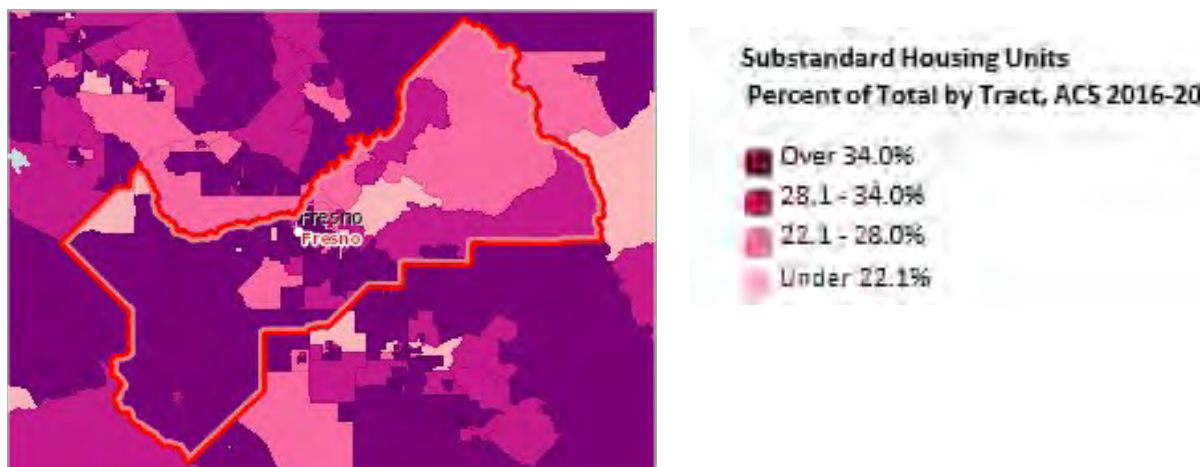 Fresno
Fresno
Substandard Housing Units
Percent of Total by Tract, ACS 2016-20
Over 34.0%
28.1 - 34.0%
22.1 - 28.0%
Under 22.1%